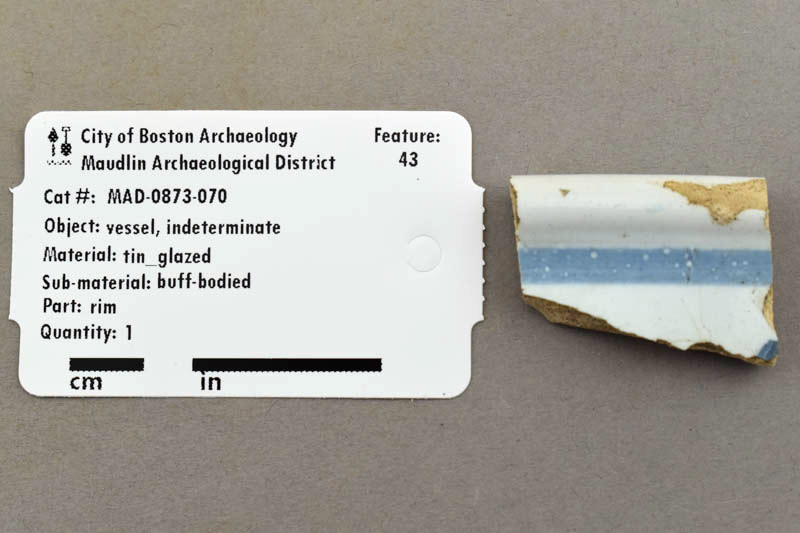 City of Boston Archaeology
Maudlin Archaeological District
Feature:
43
Cat #: MAD-0873-070
Object: vessel, indeterminate
Material: tin_glazed
Sub-material: buff-bodied
Part: rim
Quantity: 1
cm in